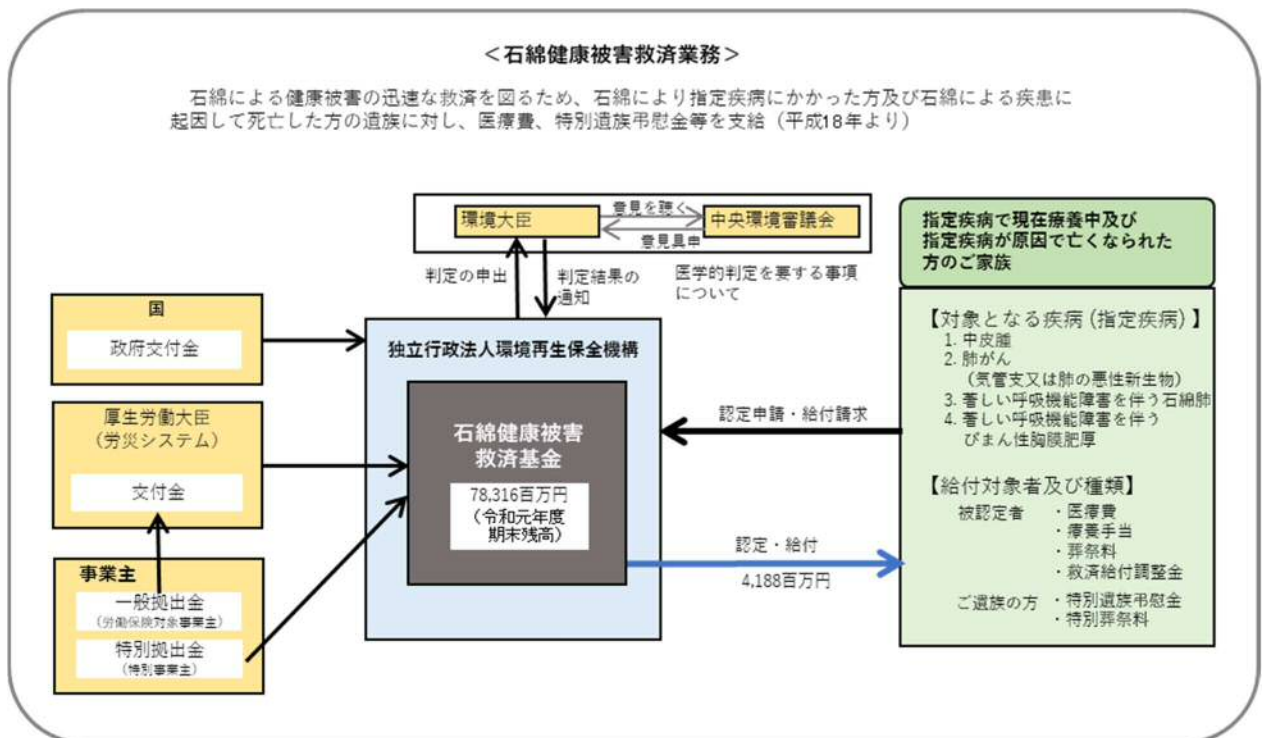 ＜石綿健康被害救済業務＞
石綿による健康被害の迅速な救済を図るため、石綿により指定疾病にかかった方及び石綿による疾患に
起因して死亡した方の遺族に対し、医療費、特別遺族弔慰金等を支給（平成18年より）
環境大臣
意見を聴く
中央環境審議会
意見具申
判定の申出
判定結果の
通知
医学的判定を要する事項
について
指定疾病で現在療養中及び
指定疾病が原因で亡くなられた
方のご家族
国
政府交付金
厚生労働大臣
（労災システム）
交付金
事業主
一般拠出金
（労働保険対象事業主）
特別拠出金
（特別事業主）
独立行政法人環境再生保全機構
石綿健康被害
救済基金
78,316百万円
（令和元年度
期末残高）
認定申請・給付請求
認定・給付
4,188百万円
【対象となる疾病（指定疾病）】
1. 中皮腫
2. 肺がん
（気管支又は肺の悪性新生物）
3. 著しい呼吸機能障害を伴う石綿肺
4. 著しい呼吸機能障害を伴う
びまん性胸膜肥厚
【給付対象者及び種類】
被認定者 ・医療費
・療養手当
・葬祭料
・救済給付調整金
ご遺族の方 ・特別遺族弔慰金
・特別葬祭料